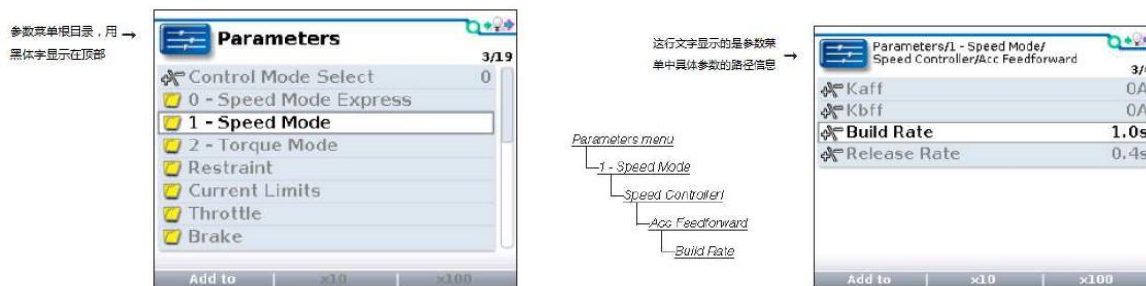 参数菜单根目录，用 →
黑体字显示在顶部
Parameters
3/19
Control Mode Select 0
0 - Speed Mode Express
1 - Speed Mode
2 - Torque Mode
Restraint
Current Limits
Throttle
Brake
Add to x10 x100
这行文字显示的是参数菜
单中具体参数的路径信息 →
Parameters menu
1 - Speed Mode
Speed Controller/
Acc Feedforward
Build Rate
Parameters/1 - Speed Mode/
Speed Controller/Acc Feedforward
Kaff 0A
Kbff 0A
Build Rate 1.0s
Release Rate 0.4s
Add to x10 x100